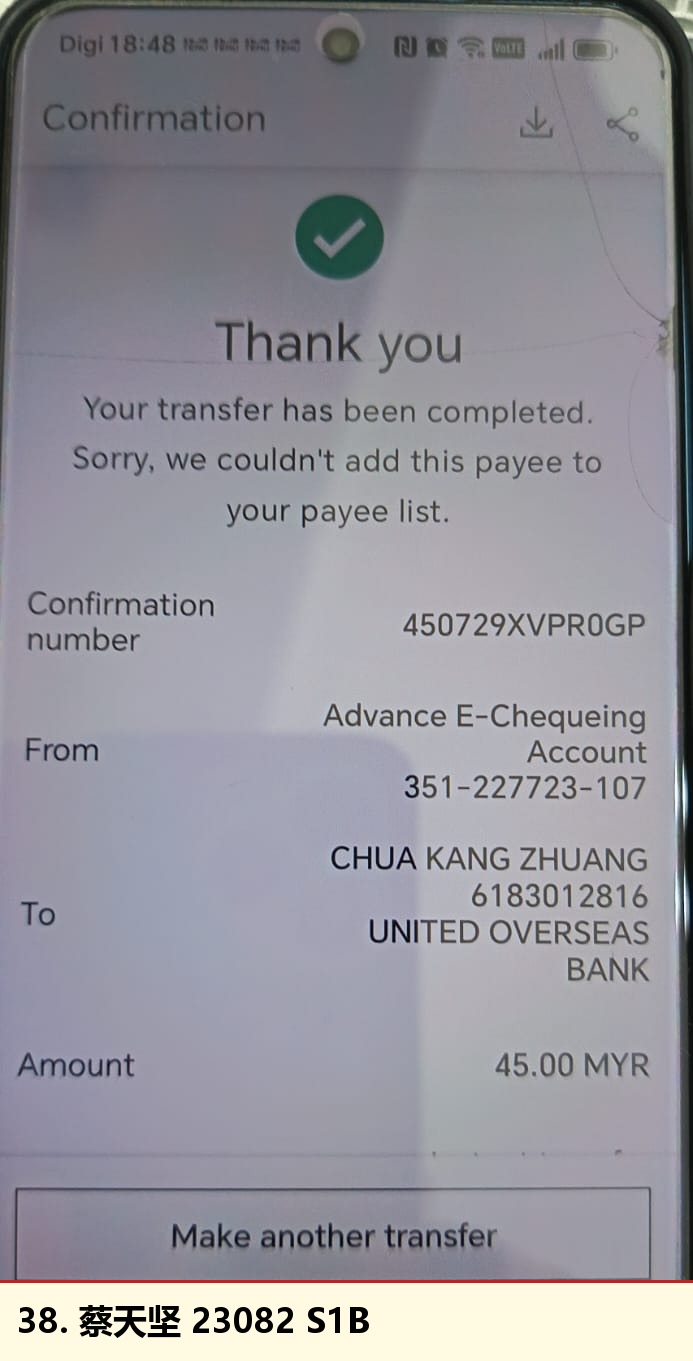 Digi 18:48
VoLTE
Confirmation
Thank you
Your transfer has been completed.
Sorry, we couldn't add this payee to
your payee list.
Confirmation
number
450729XVPR0GP
From
Advance E-Chequeing
Account
351-227723-107
To
CHUA KANG ZHUANG
6183012816
UNITED OVERSEAS
BANK
Amount
45.00 MYR
Make another transfer
38. 蔡天坚 23082 S1B